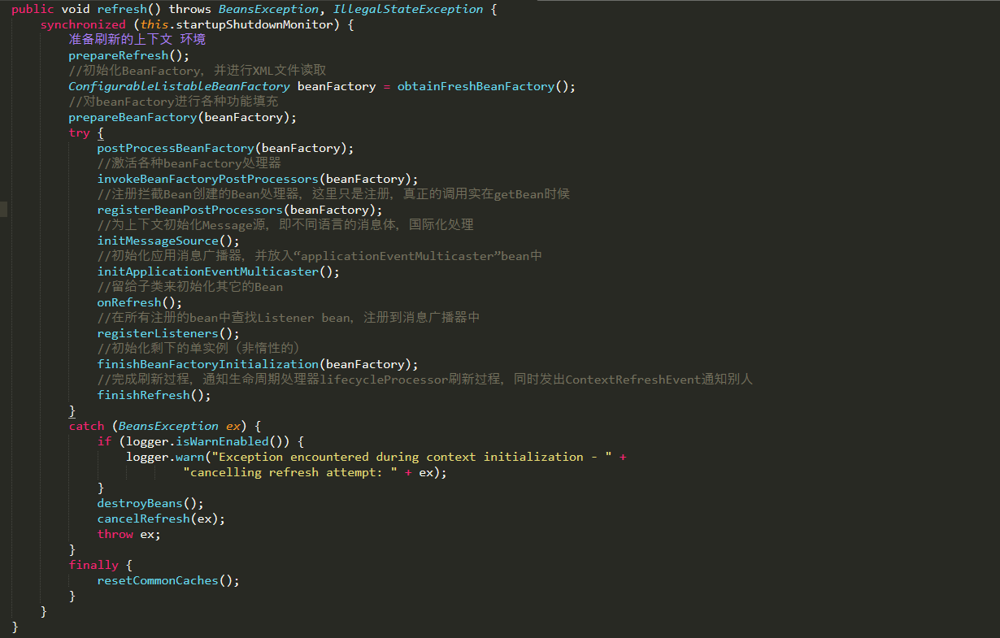 public void refresh() throws BeansException, IllegalStateException {
synchronized (this.startupShutdownMonitor) {
准备刷新的上下文 环境
prepareRefresh();
//初始化BeanFactory, 并进行XML文件读取
ConfigurableListableBeanFactory beanFactory = obtainFreshBeanFactory();
//对beanFactory进行各种功能填充
prepareBeanFactory(beanFactory);
try {
postProcessBeanFactory(beanFactory);
//激活各种beanFactory处理器
invokeBeanFactoryPostProcessors(beanFactory);
//注册拦截Bean创建的Bean处理器, 这里只是注册, 真正的调用实在getBean时候
registerBeanPostProcessors(beanFactory);
//为上下文初始化Message源, 即不同语言的消息体, 国际化处理
initMessageSource();
//初始化应用消息广播器, 并放入“applicationEventMulticaster”bean中
initApplicationEventMulticaster();
//留给子类来初始化其它的Bean
onRefresh();
//在所有注册的bean中查找Listener bean, 注册到消息广播器中
registerListeners();
//初始化剩下的单实例（非惰性的）
finishBeanFactoryInitialization(beanFactory);
//完成刷新过程, 通知生命周期处理器lifecycleProcessor刷新过程, 同时发出ContextRefreshEvent通知别人
finishRefresh();
}
catch (BeansException ex) {
if (logger.isWarnEnabled()) {
logger.warn("Exception encountered during context initialization - " +
"cancelling refresh attempt: " + ex);
}
destroyBeans();
cancelRefresh(ex);
throw ex;
}
finally {
resetCommonCaches();
}
}
}